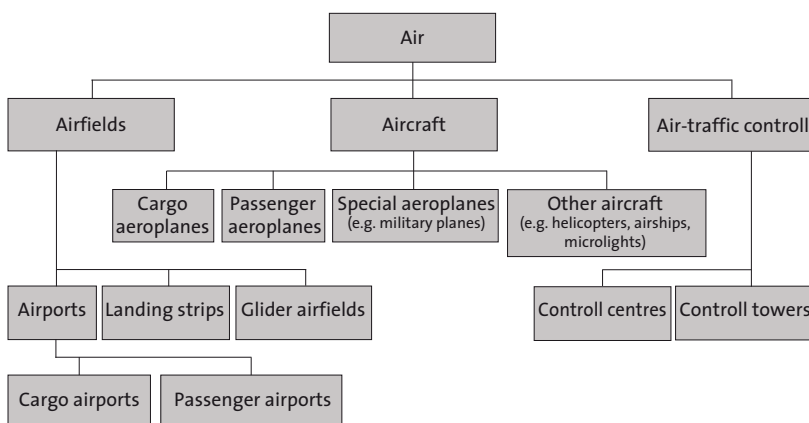 Air
Airfields
Aircraft
Air-traffic controll
Cargo
aeroplanes
Passenger
aeroplanes
Special aeroplanes
(e.g. military planes)
Other aircraft
(e.g. helicopters, airships,
microlights)
Airports
Landing strips
Glider airfields
Controll centres
Controll towers
Cargo airports
Passenger airports